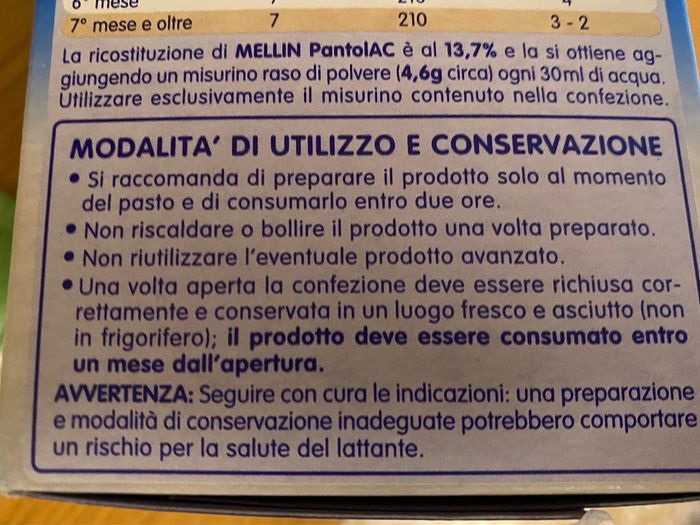 6° mese
7° mese e oltre 7 210 3 - 2
La ricostituzione di MELLIN PantolAC è al 13,7% e la si ottiene ag-
giungendo un misurino raso di polvere (4,6g circa) ogni 30ml di acqua.
Utilizzare esclusivamente il misurino contenuto nella confezione.
MODALITA' DI UTILIZZO E CONSERVAZIONE
• Si raccomanda di preparare il prodotto solo al momento
del pasto e di consumarlo entro due ore.
• Non riscaldare o bollire il prodotto una volta preparato.
• Non riutilizzare l'eventuale prodotto avanzato.
• Una volta aperta la confezione deve essere richiusa cor-
rettamente e conservata in un luogo fresco e asciutto (non
in frigorifero); il prodotto deve essere consumato entro
un mese dall'apertura.
AVVERTENZA: Seguire con cura le indicazioni: una preparazione
e modalità di conservazione inadeguate potrebbero comportare
un rischio per la salute del lattante.